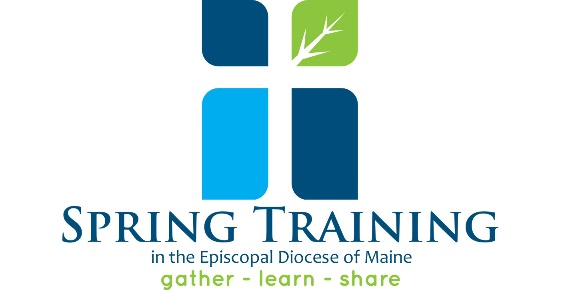 SPRING TRAINING
in the Episcopal Diocese of Maine
gather - learn - share